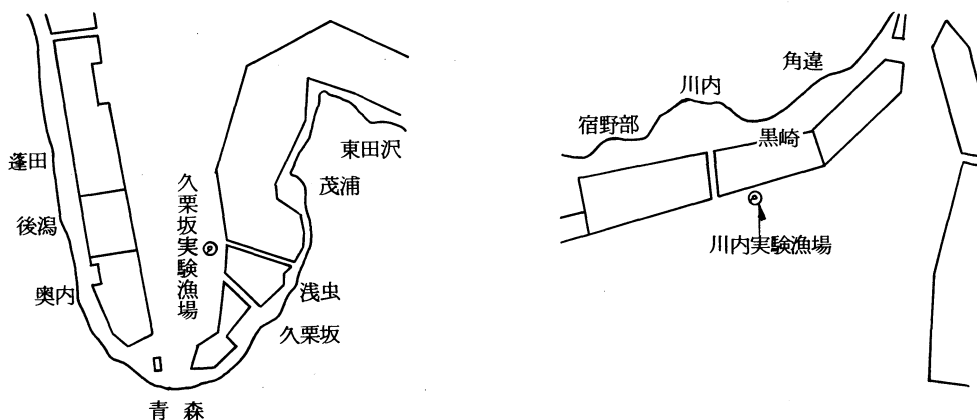 蓬田
後潟
奥内
青森
久栗坂実験漁場
東田沢
茂浦
浅虫
久栗坂
角違
川内
宿野部
黒崎
川内実験漁場